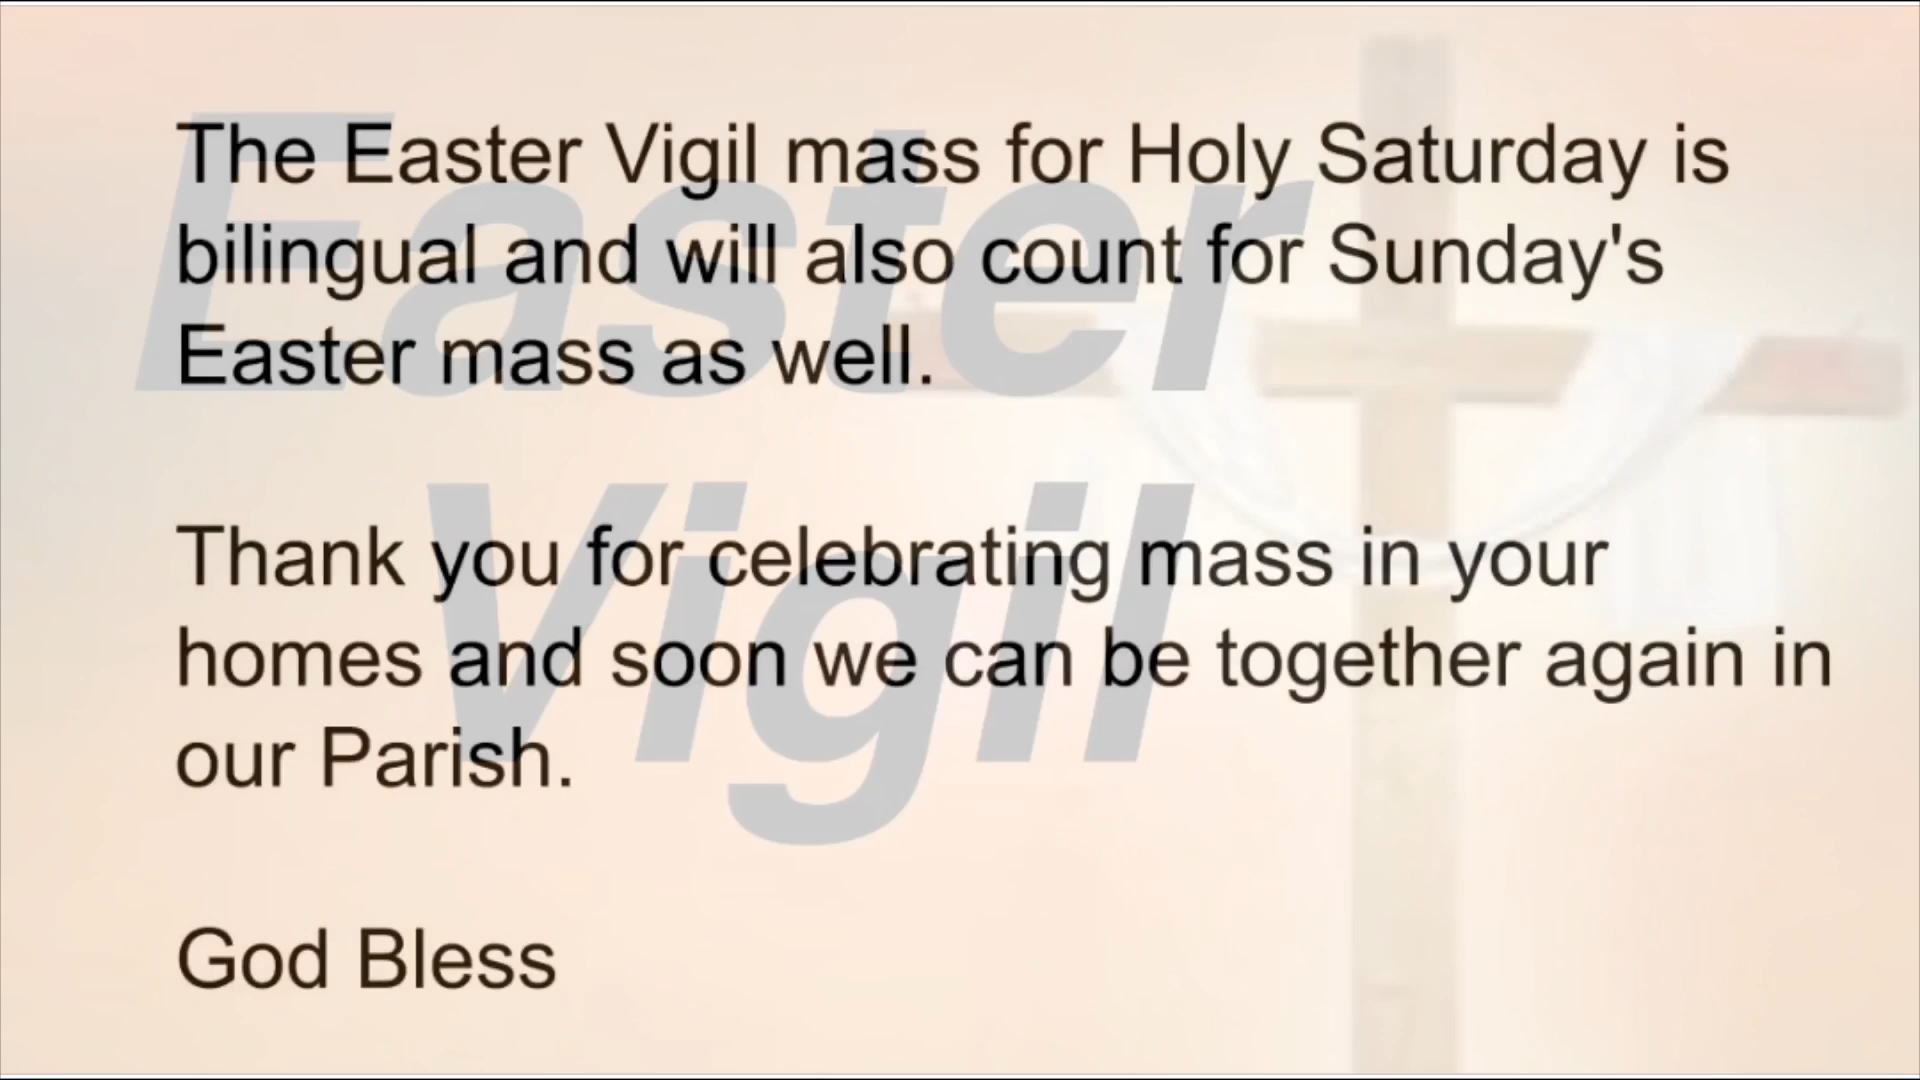 Easter
Vigil
The Easter Vigil mass for Holy Saturday is
bilingual and will also count for Sunday's
Easter mass as well.
Thank you for celebrating mass in your
homes and soon we can be together again in
our Parish.
God Bless